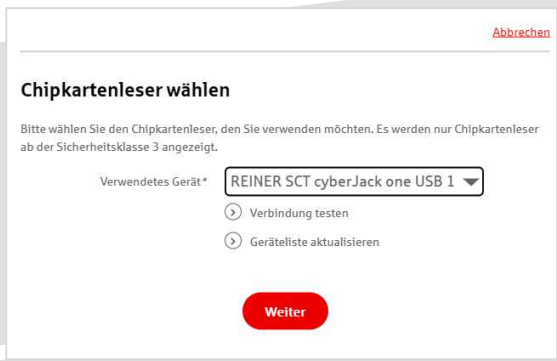 Abbrechen
Chipkartenleser wählen
Bitte wählen Sie den Chipkartenleser, den Sie verwenden möchten. Es werden nur Chipkartenleser
ab der Sicherheitsklasse 3 angezeigt.
Verwendetes Gerät* REINER SCT cyberJack one USB 1
Verbindung testen
Geräteliste aktualisieren
Weiter